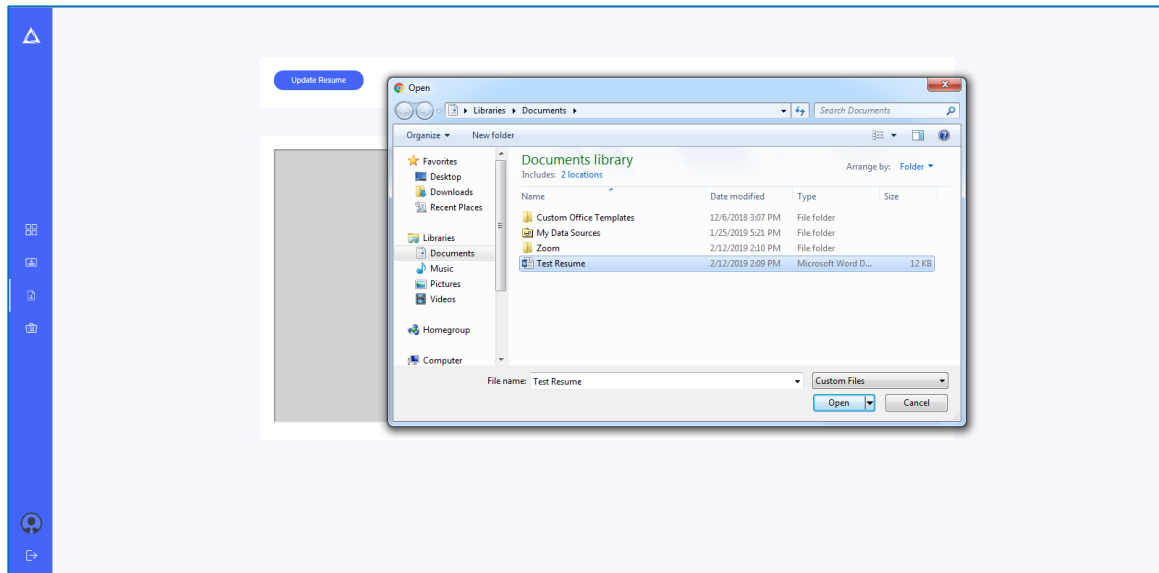 Update Resume
Open
Libraries Documents
Search Documents
Organize New folder
Favorites
Desktop
Downloads
Recent Places
Libraries
Documents
Music
Pictures
Videos
Homegroup
Computer
Documents library
Includes: 2 locations
Arrange by: Folder
Name Date modified Type Size
Custom Office Templates 12/6/2018 3:07 PM File folder
My Data Sources 1/25/2019 5:21 PM File folder
Zoom 2/12/2019 2:10 PM File folder
Test Resume 2/12/2019 2:09 PM Microsoft Word D... 12 KB
File name: Test Resume Custom Files
Open Cancel